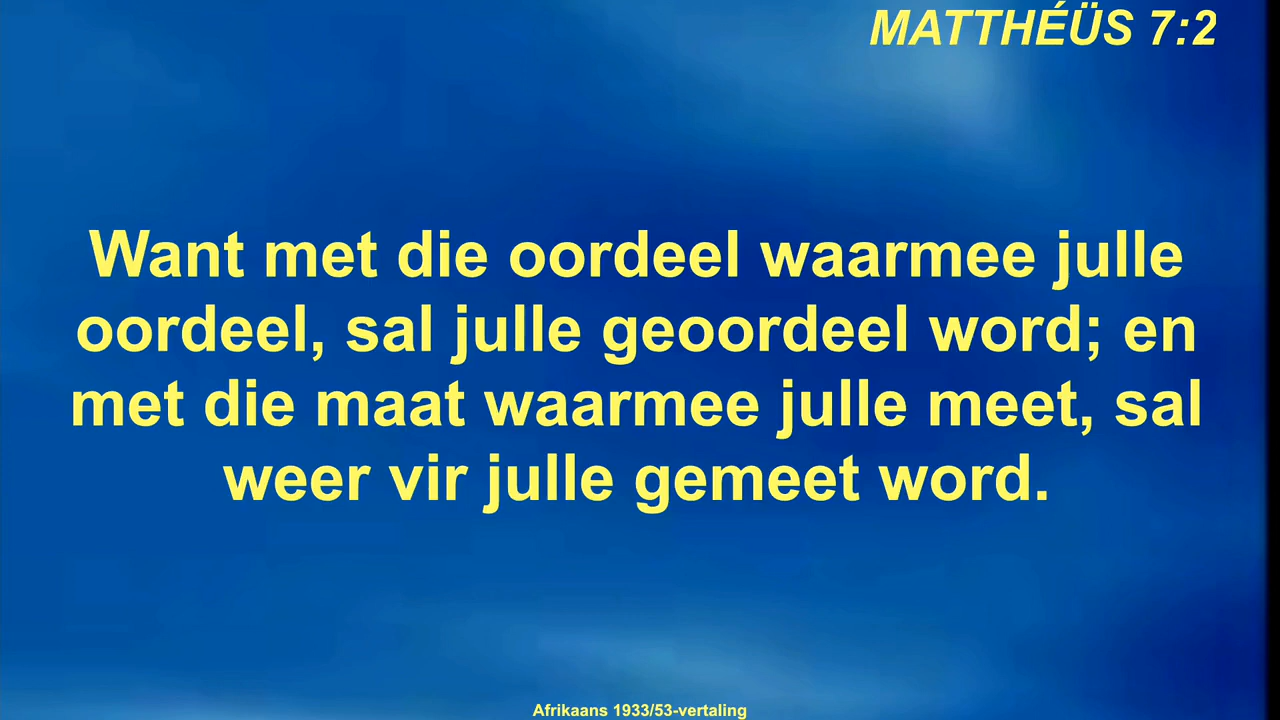 MATTHÉÜS 7:2
Want met die oordeel waarmee julle
oordeel, sal julle geoordeel word; en
met die maat waarmee julle meet, sal
weer vir julle gemeet word.
Afrikaans 1933/53-vertaling